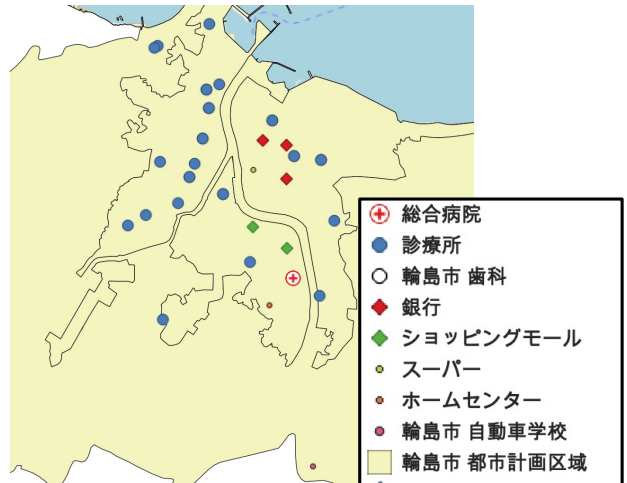 総合病院
診療所
輪島市 歯科
銀行
ショッピングモール
スーパー
ホームセンター
輪島市 自動車学校
輪島市 都市計画区域